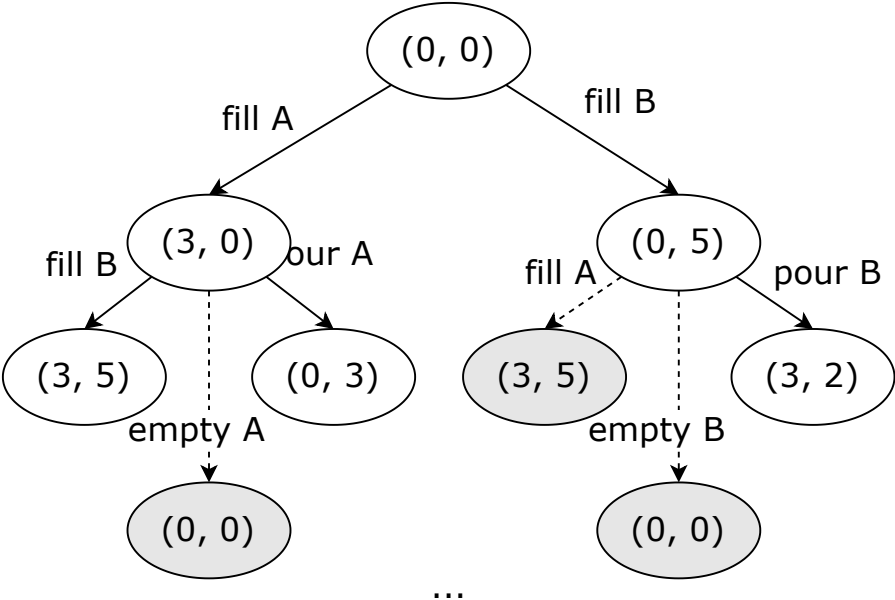 (0, 0)
fill A
fill B
(3, 0)
(0, 5)
fill B
our A
fill A
pour B
(3, 5)
(0, 3)
(3, 5)
(3, 2)
empty A
empty B
(0, 0)
(0, 0)
...